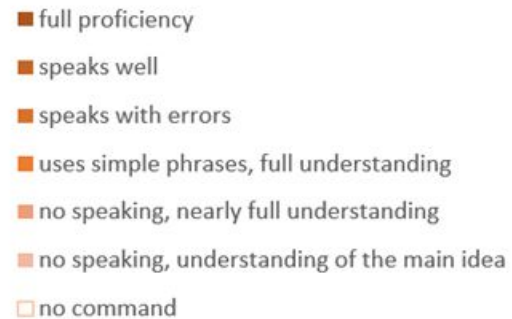 full proficiency
speaks well
speaks with errors
uses simple phrases, full understanding
no speaking, nearly full understanding
no speaking, understanding of the main idea
no command